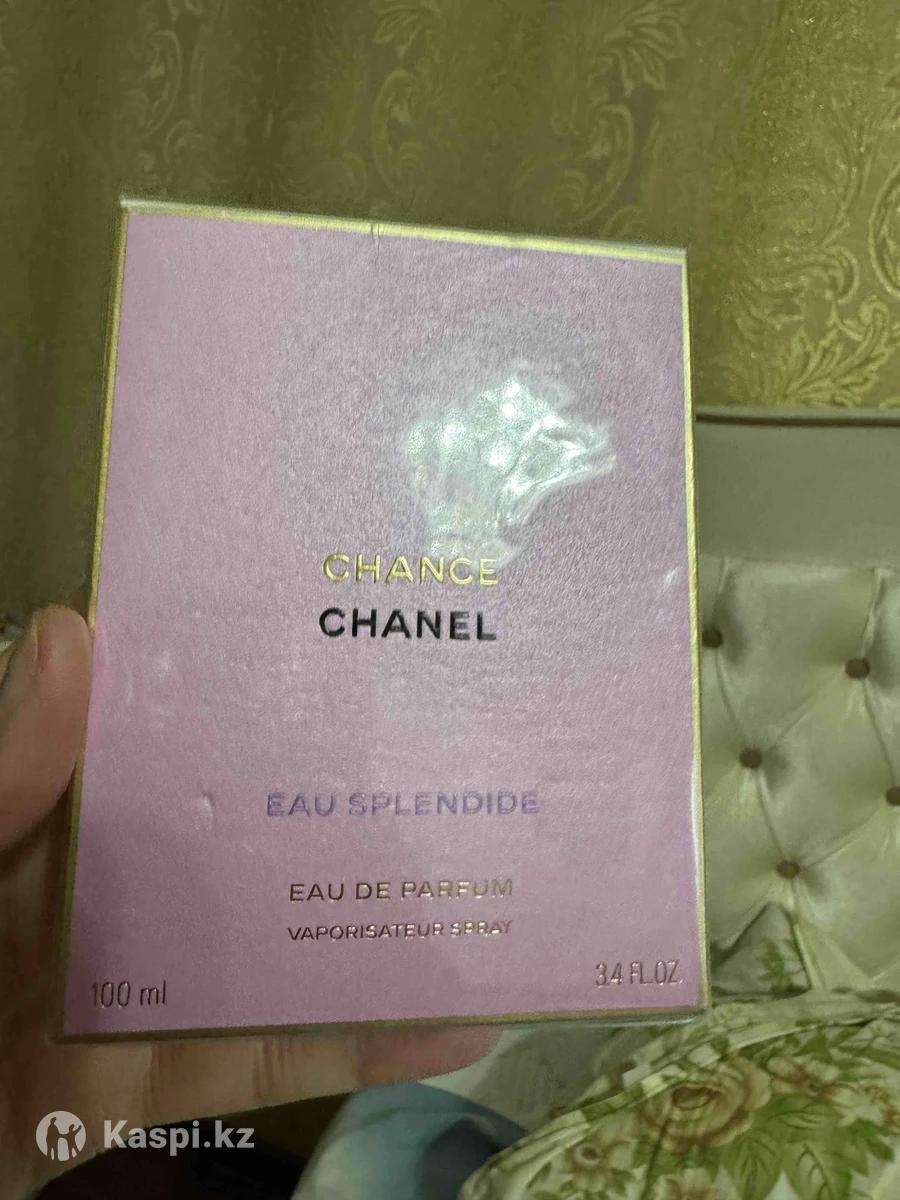 CHANCE
CHANEL
EAU SPLENDIDE
EAU DE PARFUM
VAPORISATEUR SPRAY
100 ml
3.4 FL.OZ.
Kaspi.kz